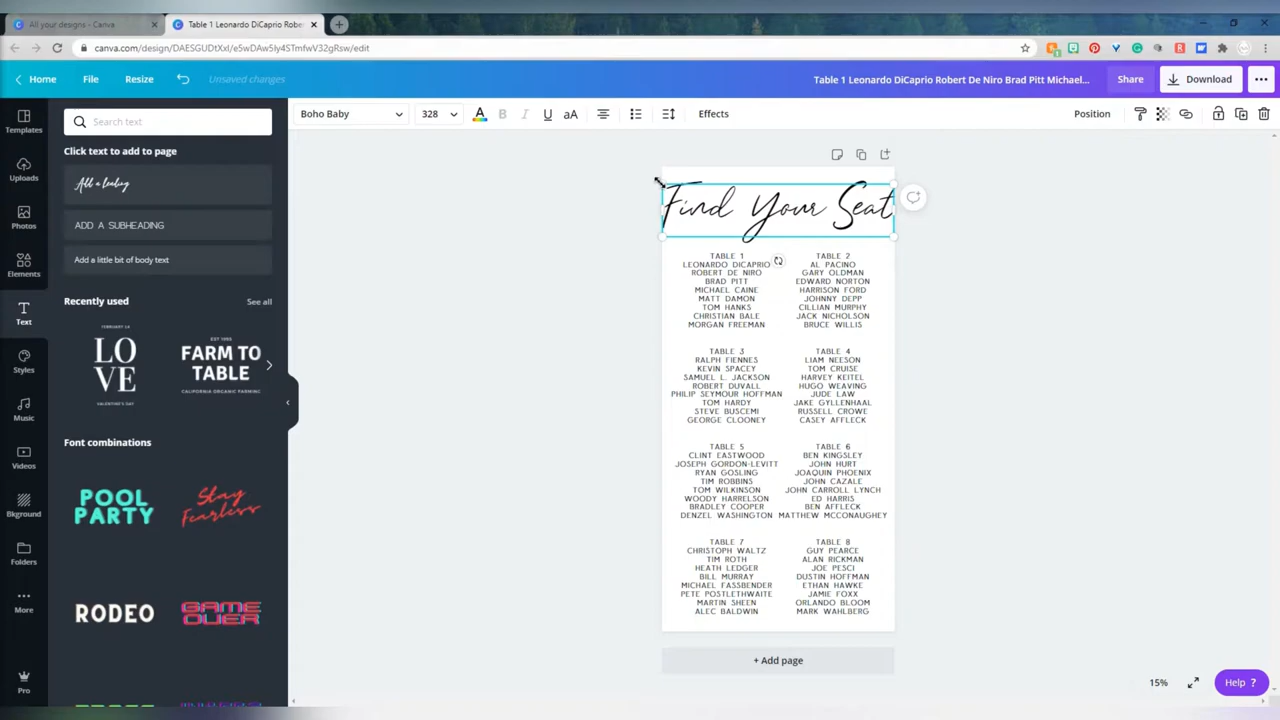 All your designs - Canva
Table 1 Leonardo DiCaprio Robe
canva.com/design/DAESGUDtXxI/e5wDAw5Iy4STmfwbV32gRsw/edit
Home
File
Resize
Unsaved changes
Table 1 Leonardo DiCaprio Robert De Niro Brad Pitt Michael...
Share
Download
Templates
Uploads
Photos
Elements
Text
Styles
Music
Videos
Bkground
Folders
More
Pro
Search text
Click text to add to page
Add a heading
ADD A SUBHEADING
Add a little bit of body text
Recently used
See all
FEBRUARY 14
LO
VE
VALENTINE'S DAY
EST 1995
FARM TO
TABLE
CALIFORNIA ORGANIC FARMING
Font combinations
POOL
PARTY
Stay
Fearless
RODEO
GAME
OVER
Boho Baby
328
A
B
I
U
aA
Effects
Position
Find Your Seat
TABLE 1
LEONARDO DICAPRIO
ROBERT DE NIRO
BRAD PITT
MICHAEL CAINE
MATT DAMON
TOM HANKS
CHRISTIAN BALE
MORGAN FREEMAN
TABLE 2
AL PACINO
GARY OLDMAN
EDWARD NORTON
HARRISON FORD
JOHNNY DEPP
CILLIAN MURPHY
JACK NICHOLSON
BRUCE WILLIS
TABLE 3
RALPH FIENNES
KEVIN SPACEY
SAMUEL L. JACKSON
ROBERT DUVALL
PHILIP SEYMOUR HOFFMAN
TOM HARDY
STEVE BUSCEMI
GEORGE CLOONEY
TABLE 4
LIAM NEESON
TOM CRUISE
HARVEY KEITEL
HUGO WEAVING
JUDE LAW
JAKE GYLLENHAAL
RUSSELL CROWE
CASEY AFFLECK
TABLE 5
CLINT EASTWOOD
JOSEPH GORDON-LEVITT
RYAN GOSLING
TIM ROBBINS
TOM WILKINSON
WOODY HARRELSON
BRADLEY COOPER
DENZEL WASHINGTON
TABLE 6
BEN KINGSLEY
JOHN HURT
JOAQUIN PHOENIX
JOHN CAZALE
JOHN CARROLL LYNCH
ED HARRIS
BEN AFFLECK
MATTHEW MCCONAUGHEY
TABLE 7
CHRISTOPH WALTZ
TIM ROTH
HEATH LEDGER
BILL MURRAY
MICHAEL FASSBENDER
PETE POSTLETHWAITE
MARTIN SHEEN
ALEC BALDWIN
TABLE 8
GUY PEARCE
ALAN RICKMAN
JOE PESCI
DUSTIN HOFFMAN
ETHAN HAWKE
JAMIE FOXX
ORLANDO BLOOM
MARK WAHLBERG
+ Add page
15%
Help ?